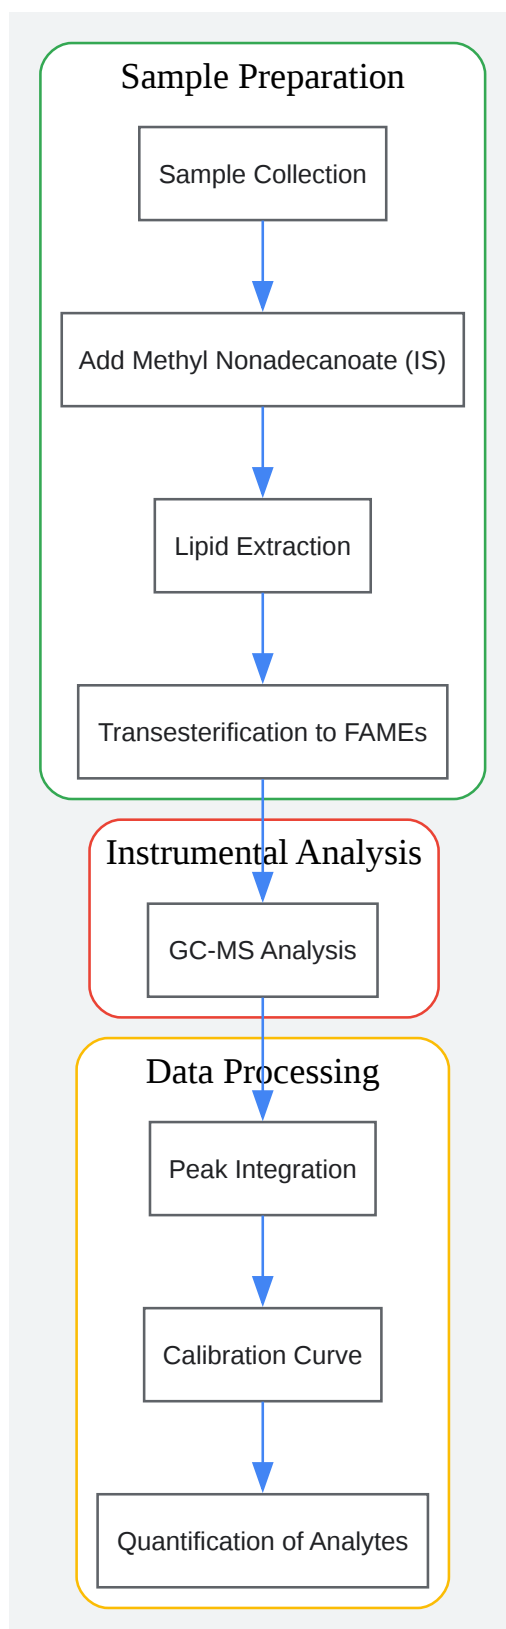 Sample Preparation
Sample Collection
Add Methyl Nonadecanoate (IS)
Lipid Extraction
Transesterification to FAMEs
Instrumental Analysis
GC-MS Analysis
Data Processing
Peak Integration
Calibration Curve
Quantification of Analytes